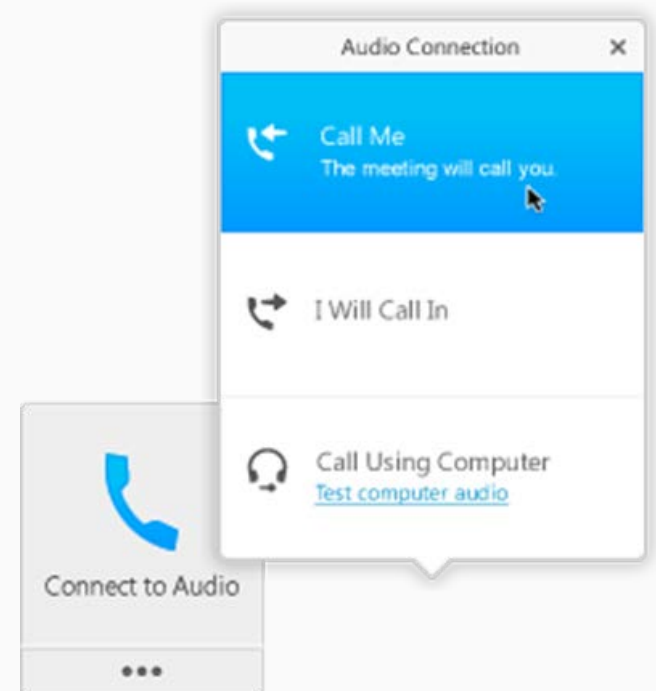 Audio Connection
Call Me
The meeting will call you.
I Will Call In
Call Using Computer
Test computer audio
Connect to Audio